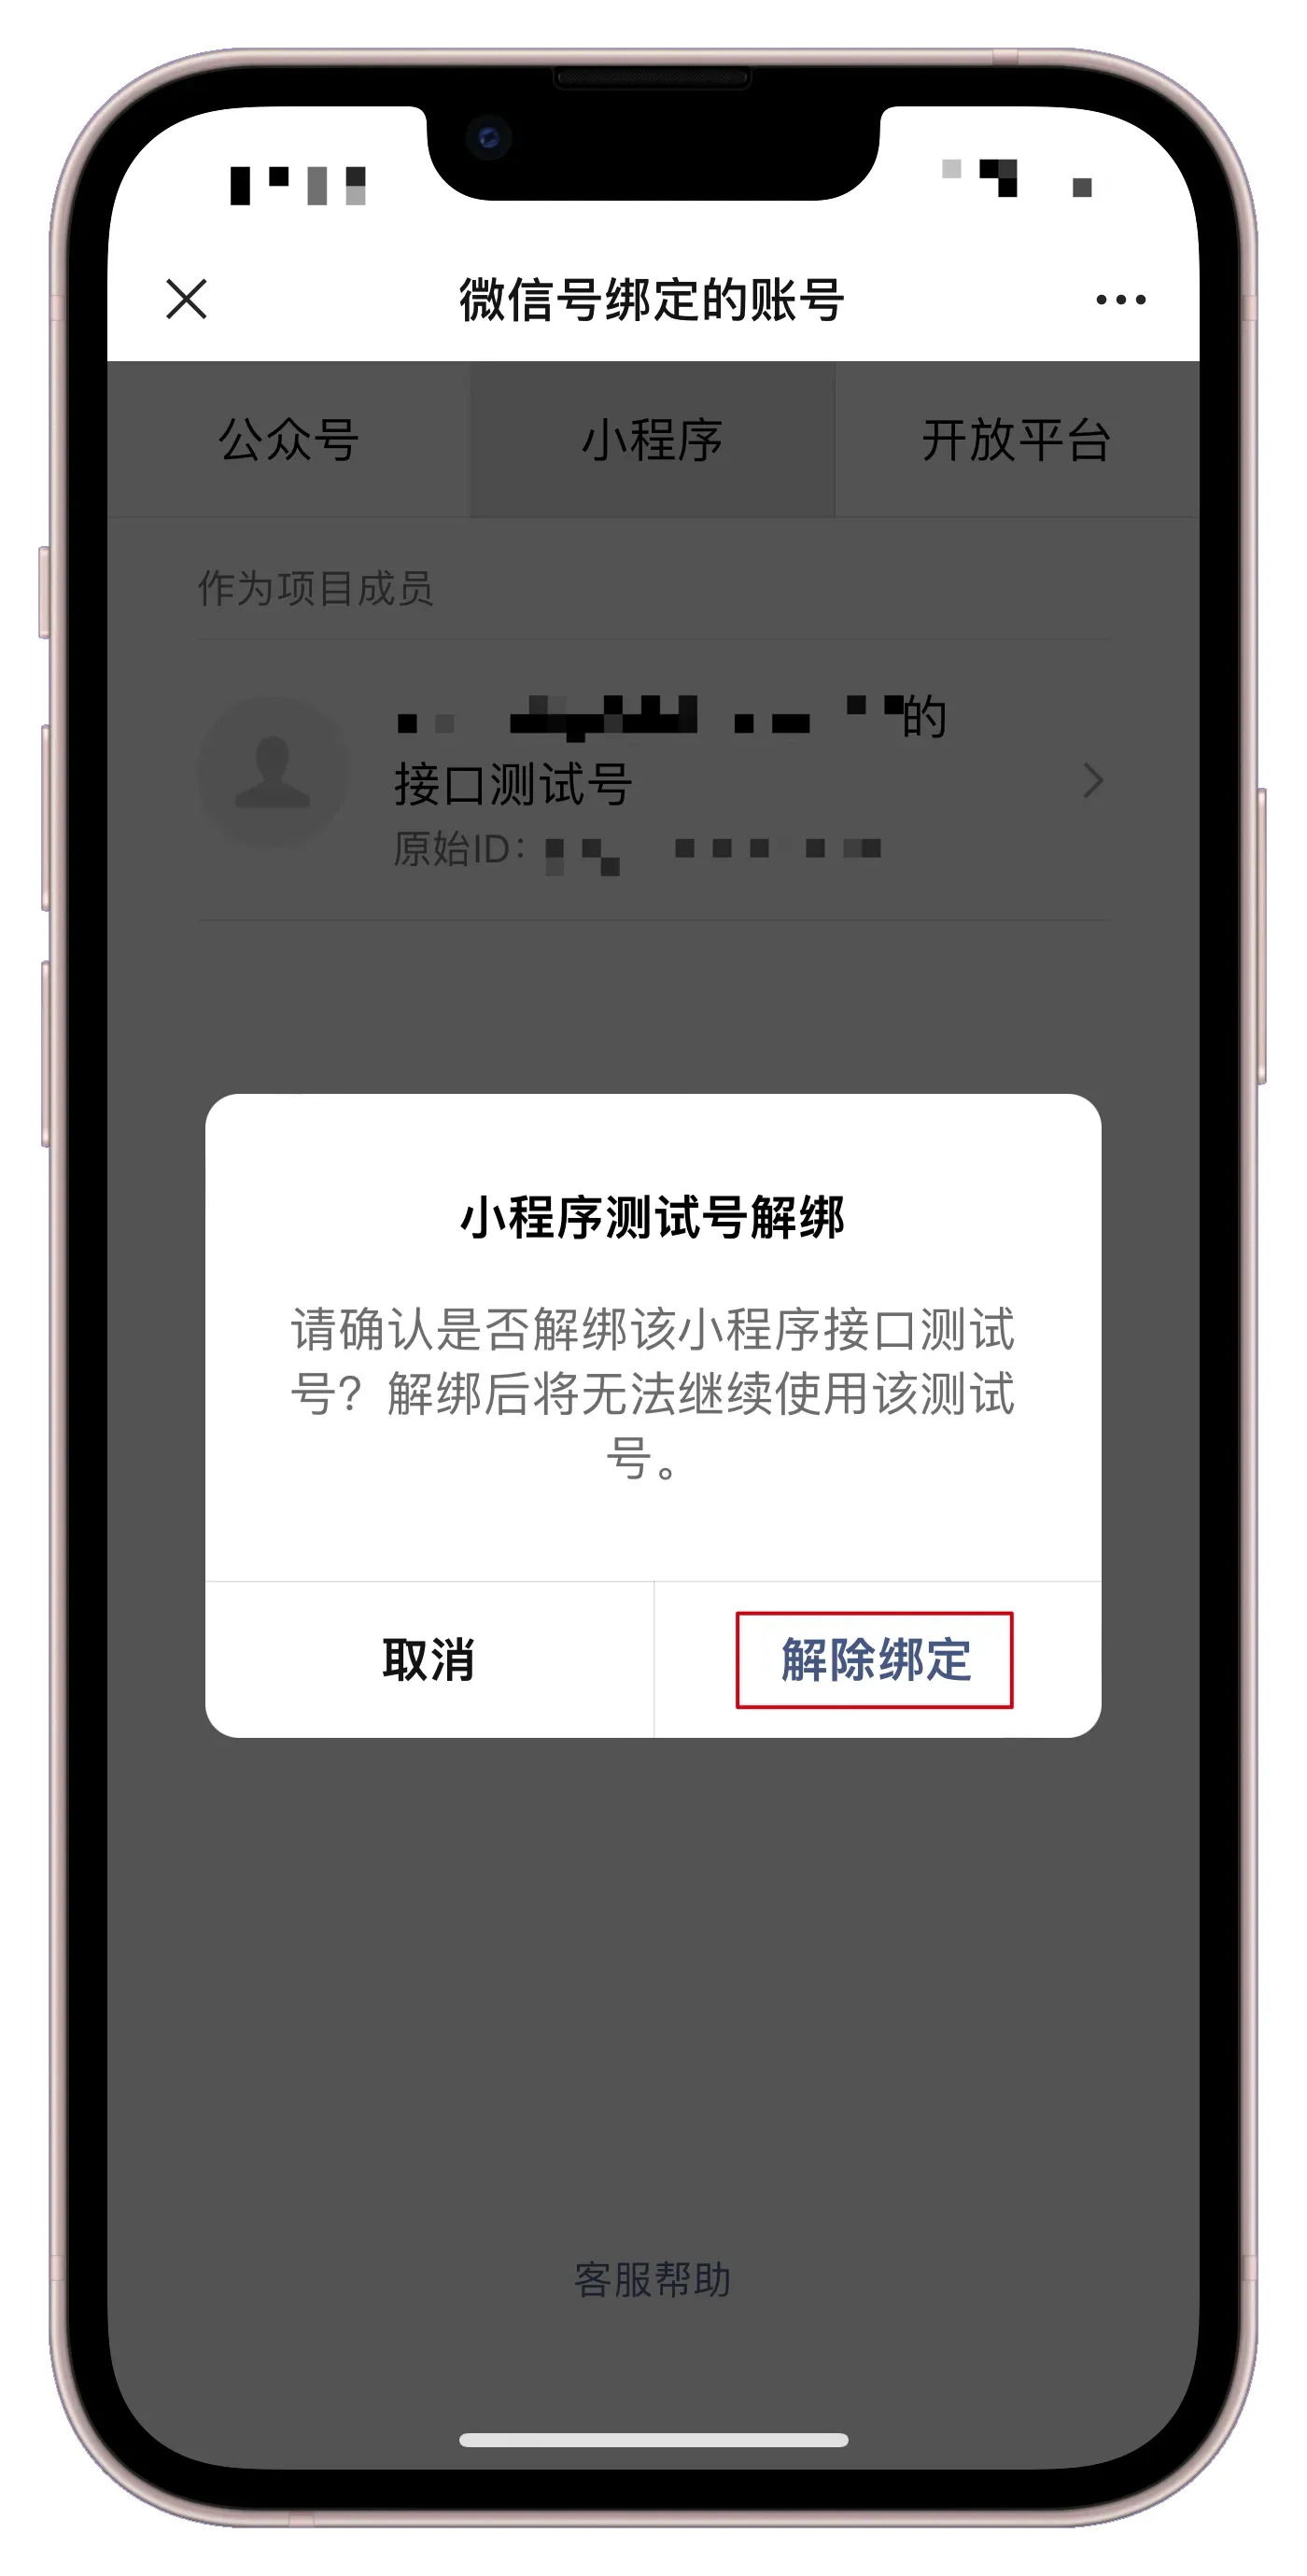 微信号绑定的账号
公众号
小程序
开放平台
作为项目成员
的
接口测试号
原始ID：
小程序测试号解绑
请确认是否解绑该小程序接口测试
号？解绑后将无法继续使用该测试
号。
取消
解除绑定
客服帮助